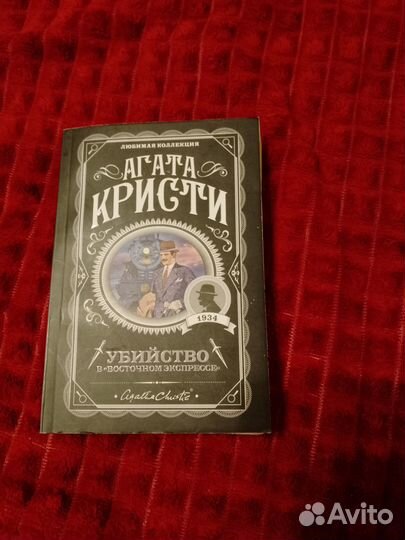 ЛЮБИМАЯ КОЛЛЕКЦИЯ
АГАТА
КРИСТИ
1934
УБИЙСТВО
В «ВОСТОЧНОМ ЭКСПРЕССЕ»
Agatha Christie®
Avito